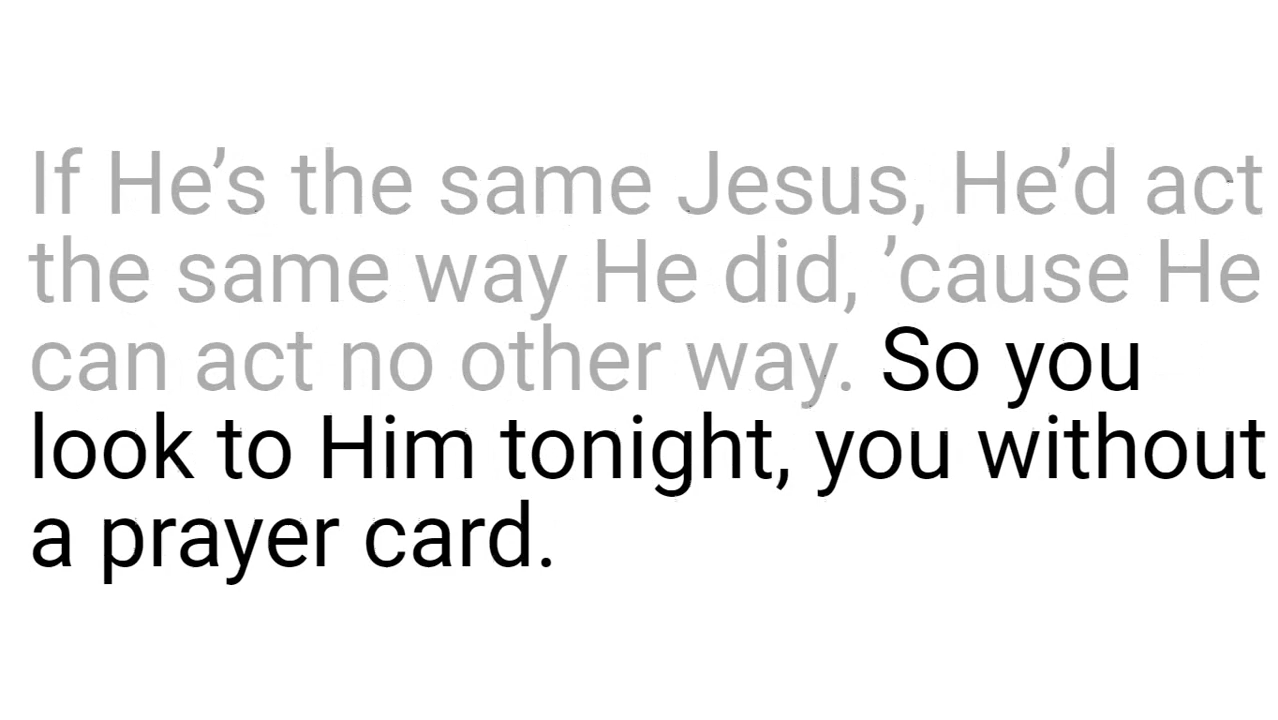 If He’s the same Jesus, He’d act
the same way He did, ’cause He
can act no other way. So you
look to Him tonight, you without
a prayer card.